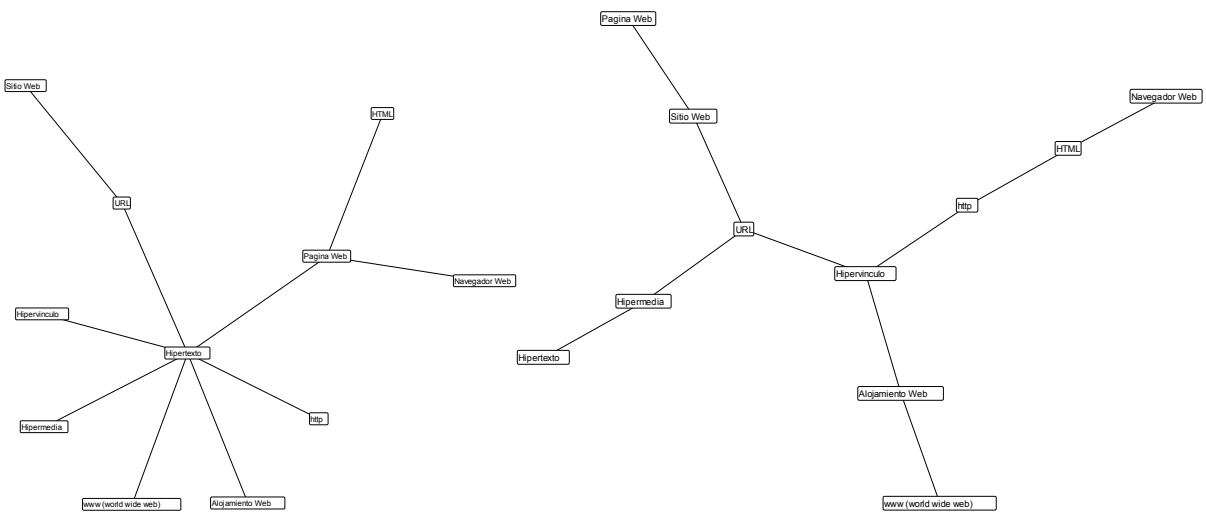 Sitio Web
HTML
URL
Pagina Web
Navegador Web
Hipervinculo
Hipertexto
Hipermedia
http
www (world wide web)
Alojamiento Web
Pagina Web
Navegador Web
Sitio Web
HTML
http
URL
Hipervinculo
Hipermedia
Hipertexto
Alojamiento Web
www (world wide web)